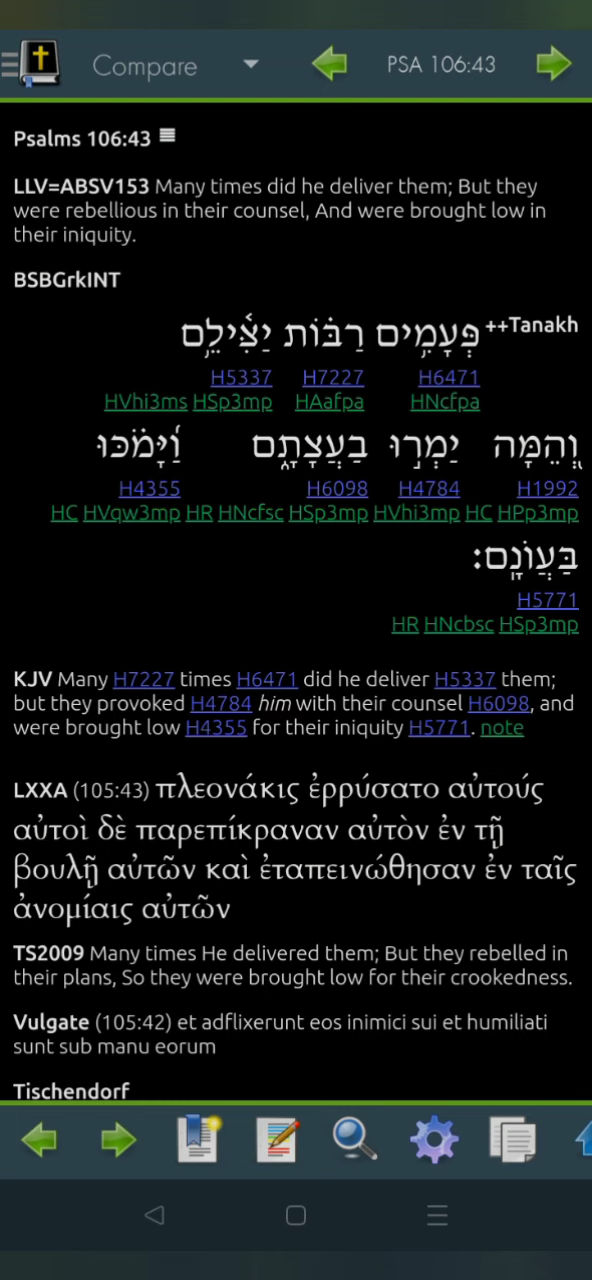 Compare
PSA 106:43
Psalms 106:43
LLV=ABSV153 Many times did he deliver them; But they
were rebellious in their counsel, And were brought low in
their iniquity.
BSBGrkINT
++Tanakh פְּעָמִ֥ים רַבּ֗וֹת יַצִּ֫ילֵ֥ם
H5337 H7227 H6471
HVhi3ms HSp3mp HAafpa HNcfpa
וְ֭הֵמָּה יַמְר֣וּ בַעֲצָתָ֑ם וַ֝יָּמֹ֗כּוּ
H4355 H6098 H4784 H1992
HC HVqw3mp HR HNcfsc HSp3mp HVhi3mp HC HPp3mp
בַּעֲוֺנָֽם׃
H5771
HR HNcbsc HSp3mp
KJV Many H7227 times H6471 did he deliver H5337 them;
but they provoked H4784 him with their counsel H6098, and
were brought low H4355 for their iniquity H5771. note
LXXA (105:43) πλεονάκις ἐρρύσατο αὐτούς
αὐτοὶ δὲ παρεπίκραναν αὐτὸν ἐν τῇ
βουλῇ αὐτῶν καὶ ἐταπεινώθησαν ἐν ταῖς
ἀνομίαις αὐτῶν
TS2009 Many times He delivered them; But they rebelled in
their plans, So they were brought low for their crookedness.
Vulgate (105:42) et adflixerunt eos inimici sui et humiliati
sunt sub manu eorum
Tischendorf